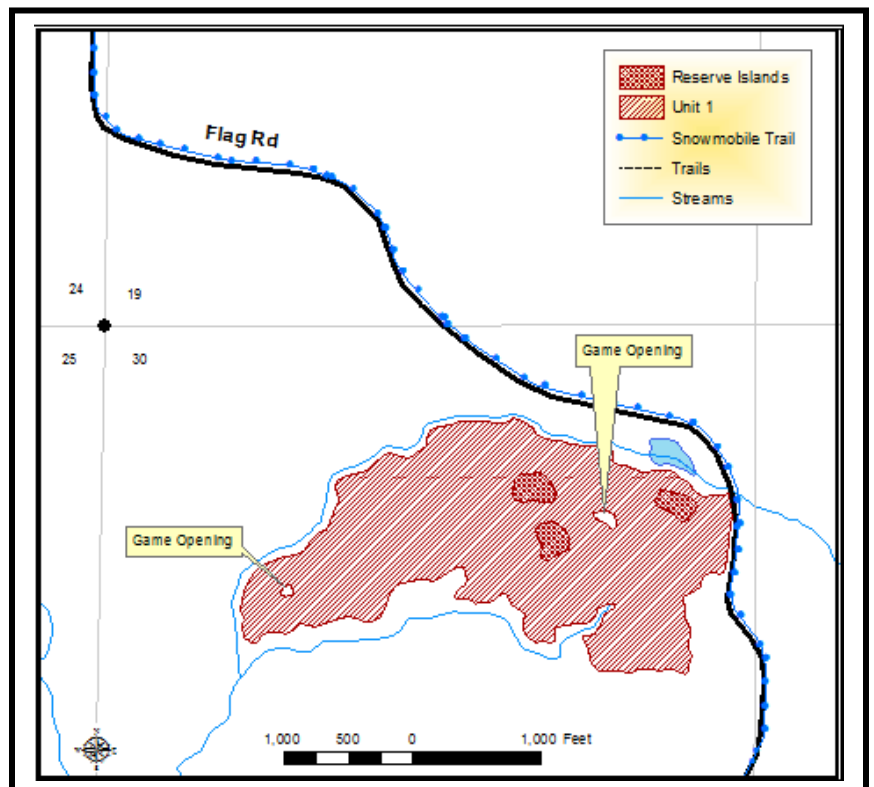 Flag Rd
Reserve Islands
Unit 1
Snowmobile Trail
Trails
Streams
24 19
25 30
Game Opening
Game Opening
1,000 500 0 1,000 Feet